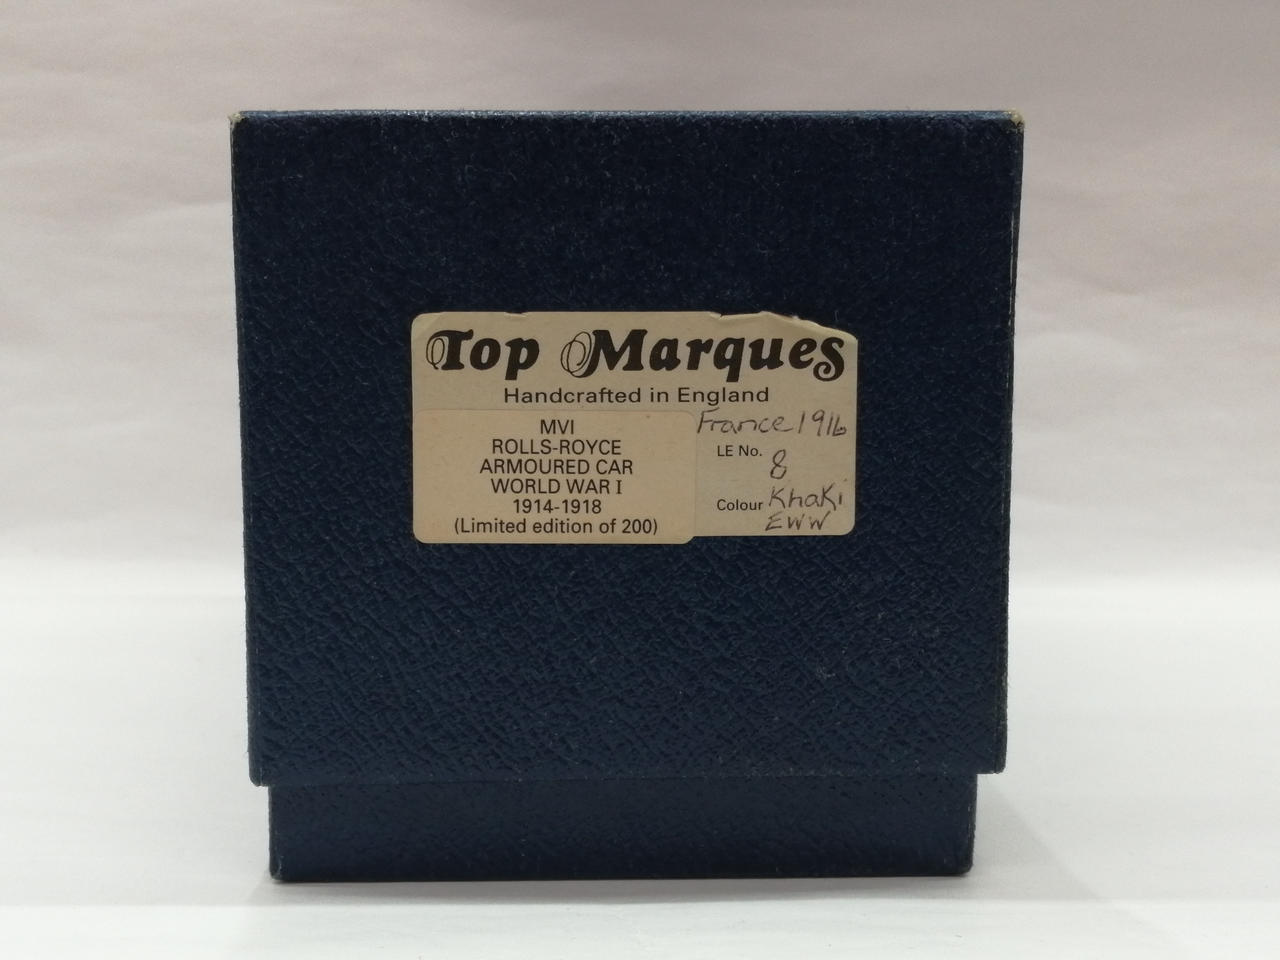 Top Marques
Handcrafted in England
MVI
ROLLS-ROYCE
ARMOURED CAR
WORLD WAR I
1914-1918
(Limited edition of 200)
France 1916
LE No. 8
Colour Khaki
EWW